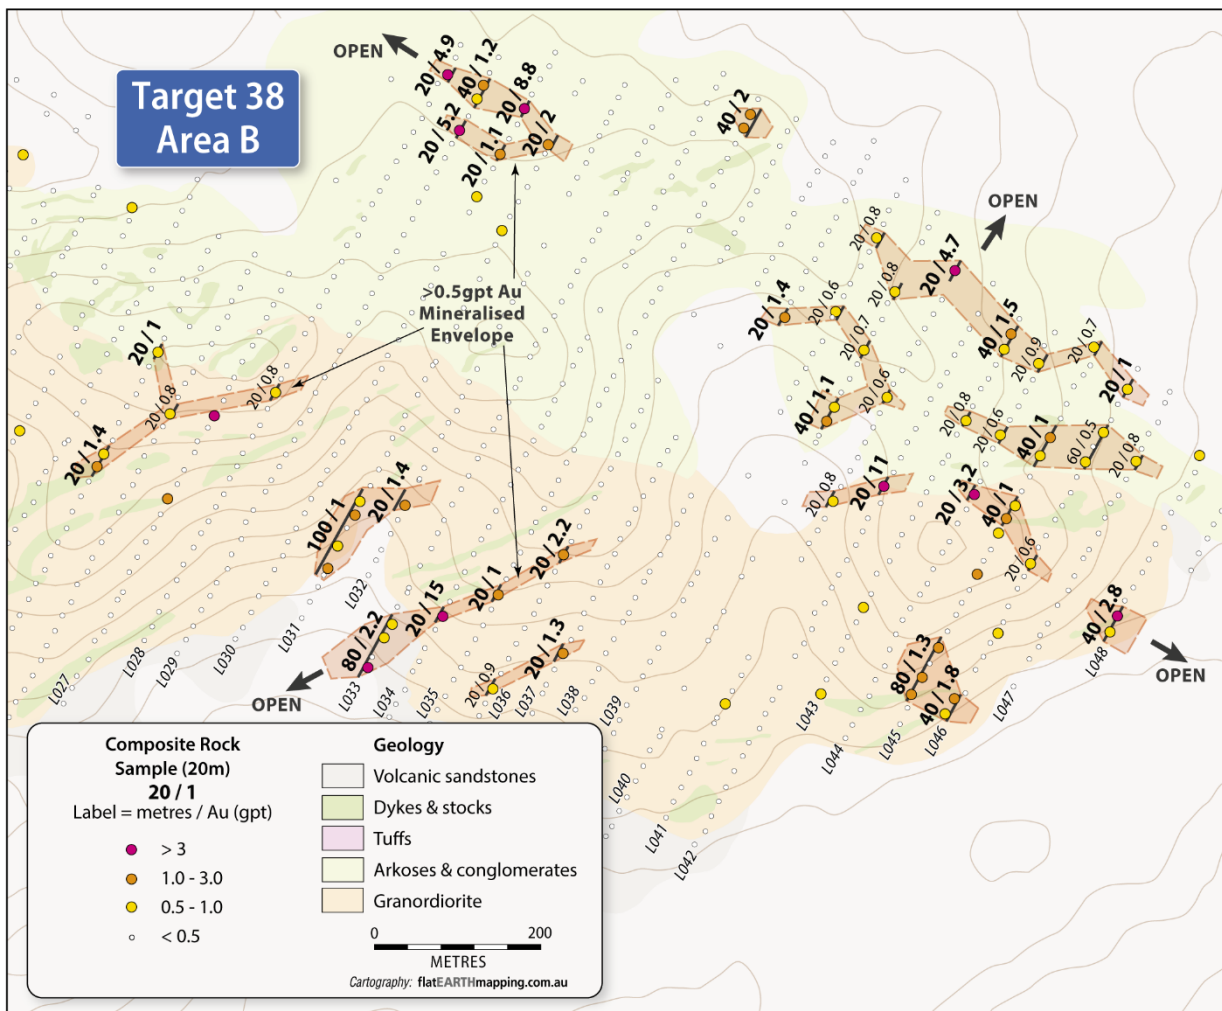 Target 38
Area B
OPEN
20 / 4.9
40 / 1.2
20 / 8.8
20 / 5.2
20 / 1.1
20 / 2
40 / 2
OPEN
20 / 0.8
20 / 0.8
20 / 4.7
20 / 1.4
20 / 0.6
20 / 0.7
40 / 1.5
20 / 0.9
20 / 0.7
20 / 1
>0.5gpt Au
Mineralised
Envelope
20 / 1
20 / 0.8
20 / 0.8
20 / 1.4
40 / 1.1
20 / 0.6
20 / 0.8
20 / 0.6
40 / 1
60 / 0.5
20 / 0.8
20 / 0.8
20 / 11
20 / 3.2
40 / 1
20 / 0.6
100 / 1
20 / 1.4
20 / 2.2
20 / 1
20 / 15
80 / 2.2
20 / 1.3
20 / 0.9
80 / 1.3
40 / 1.8
40 / 2.8
OPEN
OPEN
L027
L028
L029
L030
L031
L032
L033
L034
L035
L036
L037
L038
L039
L040
L041
L042
L043
L044
L045
L046
L047
L048
Composite Rock
Sample (20m)
20 / 1
Label = metres / Au (gpt)
> 3
1.0 - 3.0
0.5 - 1.0
< 0.5
Geology
Volcanic sandstones
Dykes & stocks
Tuffs
Arkoses & conglomerates
Granordiorite
0 200
METRES
Cartography: flatEARTHmapping.com.au